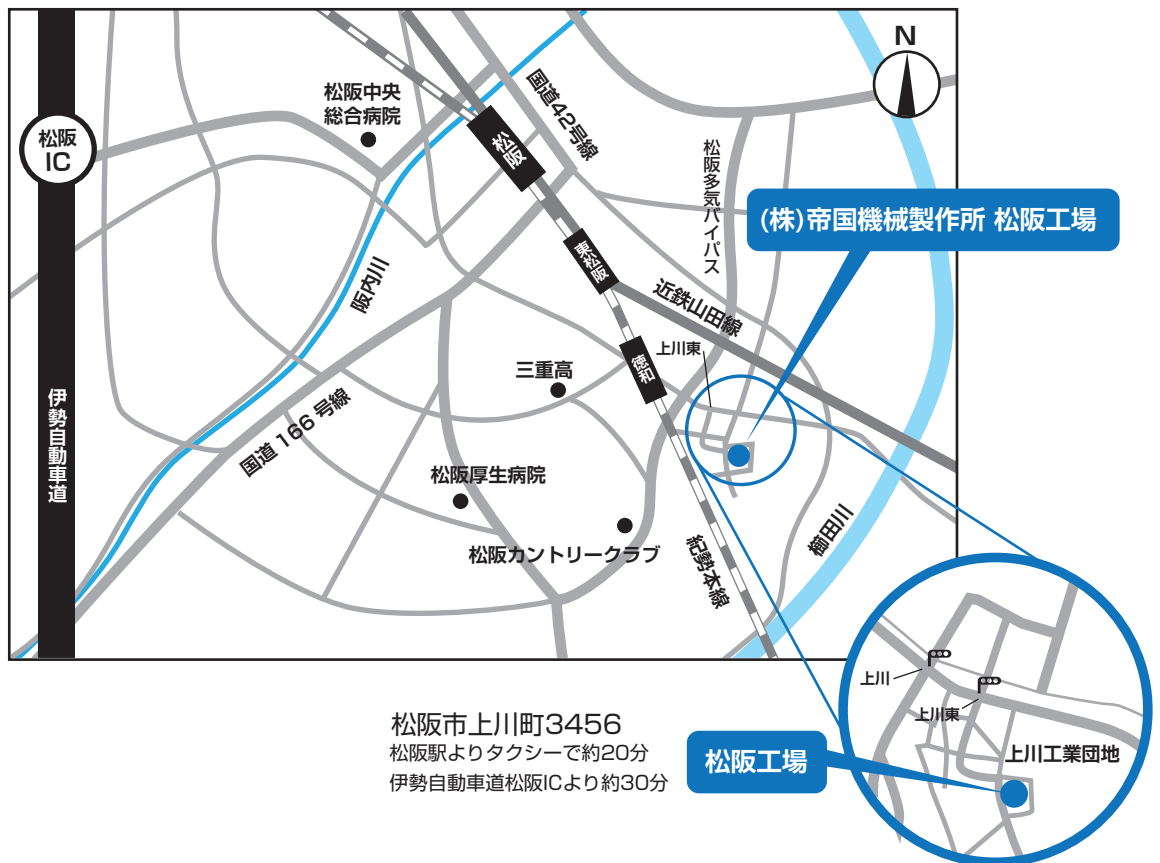 N
国道42号線
松阪中央
総合病院
松阪
IC
松阪
松阪多気バイパス
(株)帝国機械製作所 松阪工場
東松阪
阪内川
近鉄山田線
上川東
徳和
三重高
伊勢自動車道
国道166号線
松阪厚生病院
櫛田川
松阪カントリークラブ
紀勢本線
上川
上川東
松阪市上川町3456
松阪駅よりタクシーで約20分
伊勢自動車道松阪ICより約30分
松阪工場
上川工業団地